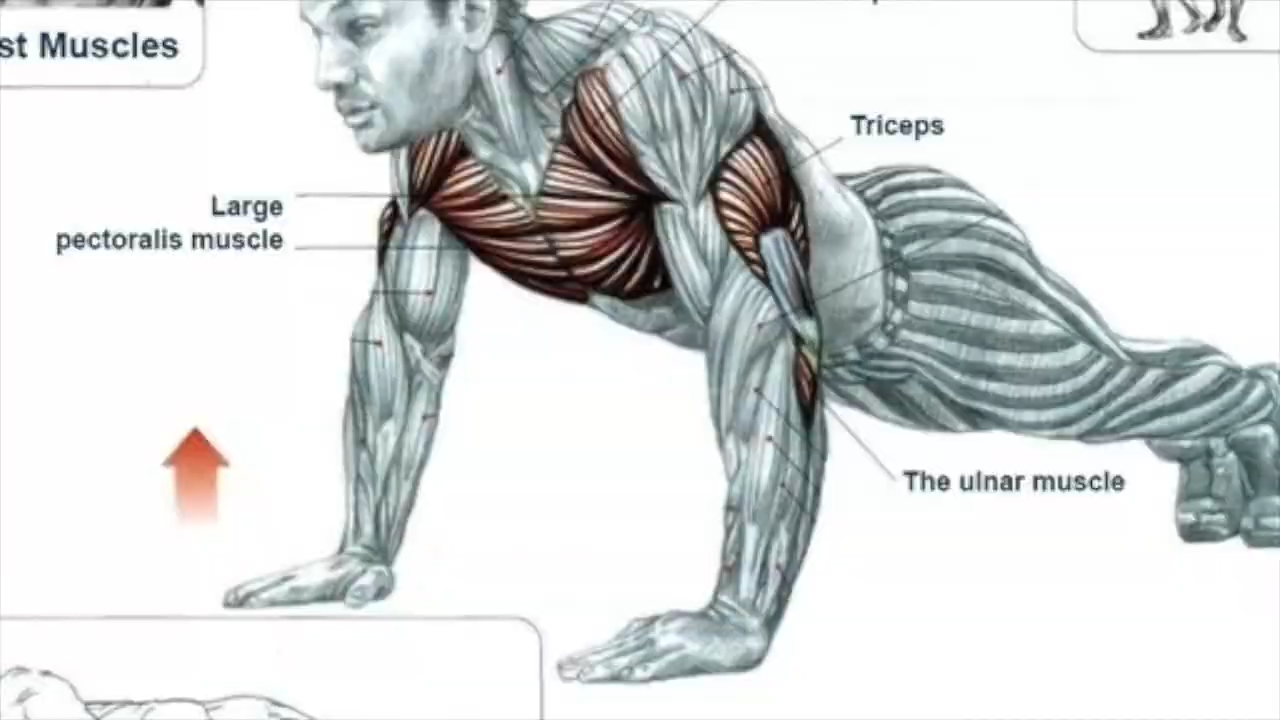 st Muscles
Triceps
Large
pectoralis muscle
The ulnar muscle